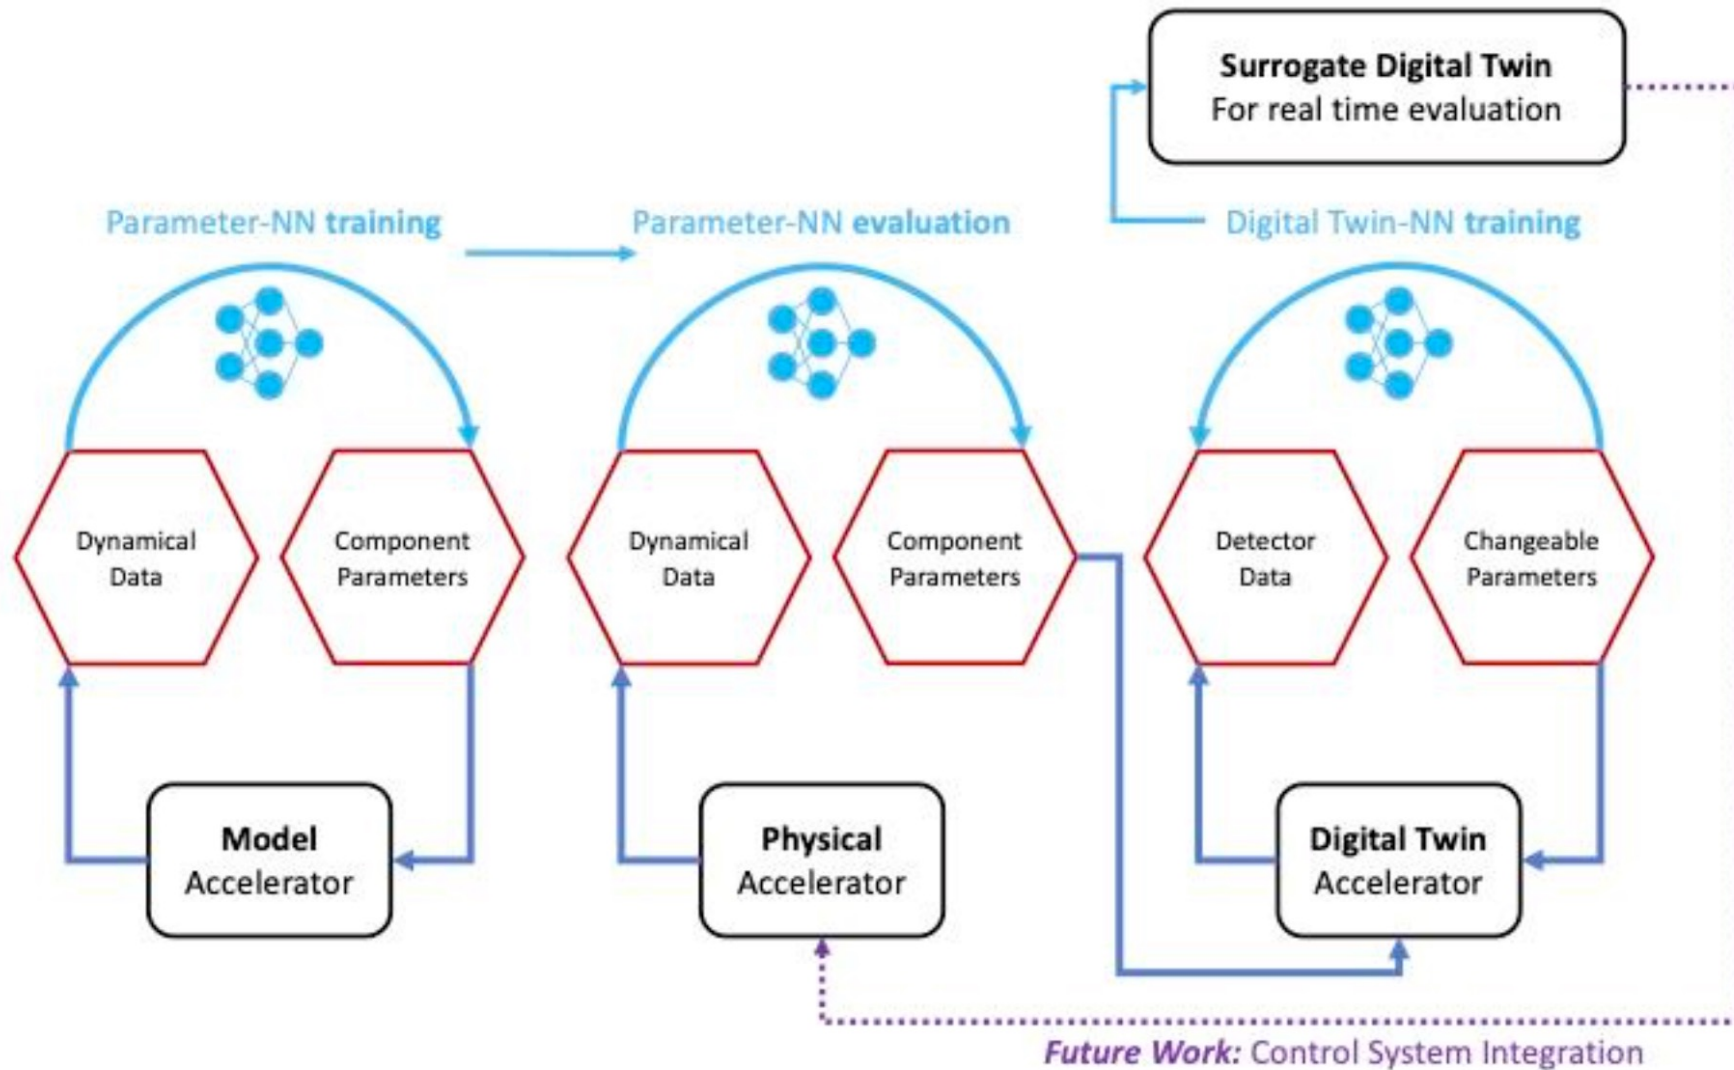 Surrogate Digital Twin
For real time evaluation
Parameter-NN training
Parameter-NN evaluation
Digital Twin-NN training
Dynamical
Data
Component
Parameters
Dynamical
Data
Component
Parameters
Detector
Data
Changeable
Parameters
Model
Accelerator
Physical
Accelerator
Digital Twin
Accelerator
Future Work: Control System Integration